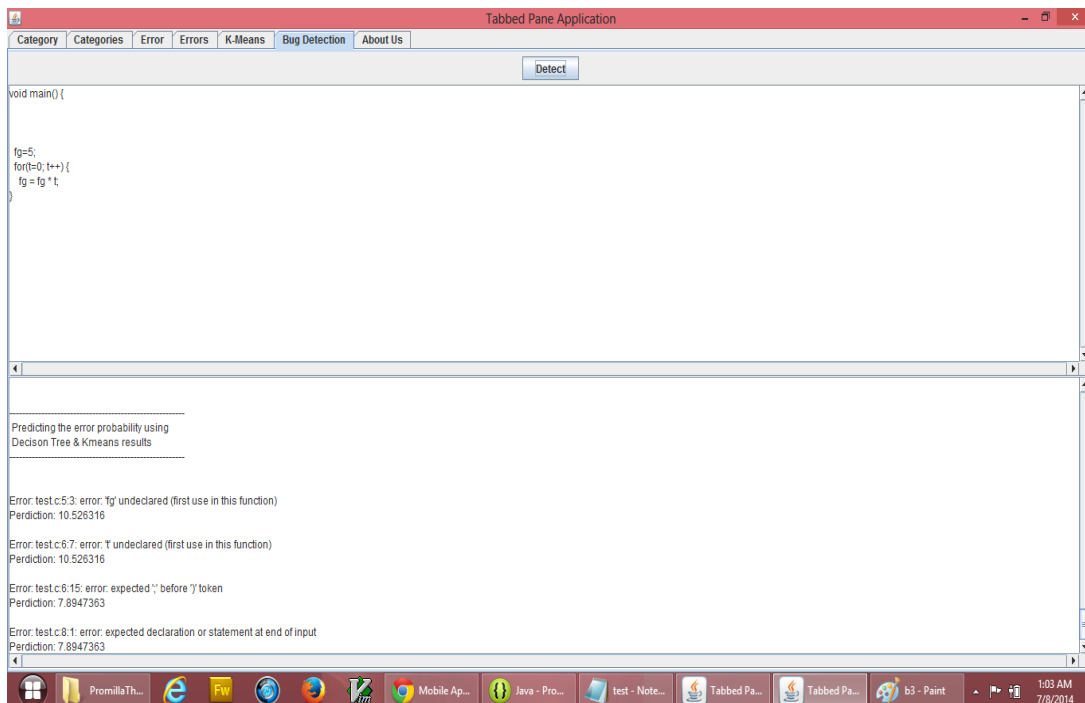 Tabbed Pane Application
Category Categories Error Errors K-Means Bug Detection About Us
Detect
void main() {
fg=5;
for(t=0; t++) {
fg = fg * t;
}
--------------------------------------------------------
Predicting the error probability using
Decison Tree & Kmeans results
--------------------------------------------------------
Error: test.c:5:3: error: 'fg' undeclared (first use in this function)
Perdiction: 10.526316
Error: test.c:6:7: error: 't' undeclared (first use in this function)
Perdiction: 10.526316
Error: test.c:6:15: error: expected ';' before ')' token
Perdiction: 7.8947363
Error: test.c:8:1: error: expected declaration or statement at end of input
Perdiction: 7.8947363
PromillaTh... Fw Vim Mobile Ap... {} Java - Pro... test - Note... Tabbed Pa... Tabbed Pa... b3 - Paint 1:03 AM
7/8/2014